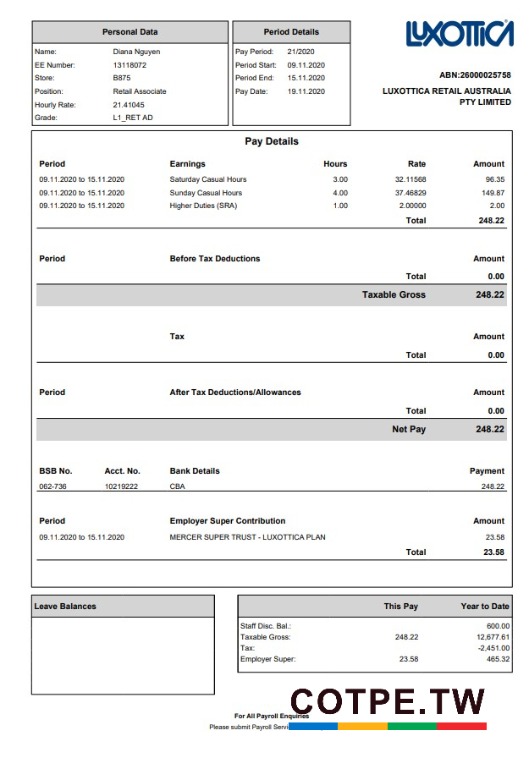 Personal Data
Name: Diana Nguyen
EE Number: 13118072
Store: B875
Position: Retail Associate
Hourly Rate: 21.41045
Grade: L1_RET AD
Period Details
Pay Period: 21/2020
Period Start: 09.11.2020
Period End: 15.11.2020
Pay Date: 19.11.2020
LUXOTTICA
ABN:26000025758
LUXOTTICA RETAIL AUSTRALIA
PTY LIMITED
Pay Details
Period Earnings Hours Rate Amount
09.11.2020 to 15.11.2020 Saturday Casual Hours 3.00 32.11568 96.35
09.11.2020 to 15.11.2020 Sunday Casual Hours 4.00 37.46829 149.87
09.11.2020 to 15.11.2020 Higher Duties (SRA) 1.00 2.00000 2.00
Total 248.22
Period Before Tax Deductions Amount
Total 0.00
Taxable Gross 248.22
Tax Amount
Total 0.00
Period After Tax Deductions/Allowances Amount
Total 0.00
Net Pay 248.22
BSB No. Acct. No. Bank Details Payment
062-736 10219222 CBA 248.22
Period Employer Super Contribution Amount
09.11.2020 to 15.11.2020 MERCER SUPER TRUST - LUXOTTICA PLAN 23.58
Total 23.58
Leave Balances
This Pay Year to Date
Staff Disc. Bal.: 600.00
Taxable Gross: 248.22 12,677.61
Tax: -2,451.00
Employer Super: 23.58 465.32
COTPE.TW
For All Payroll Enquiries
Please submit Payroll Servi